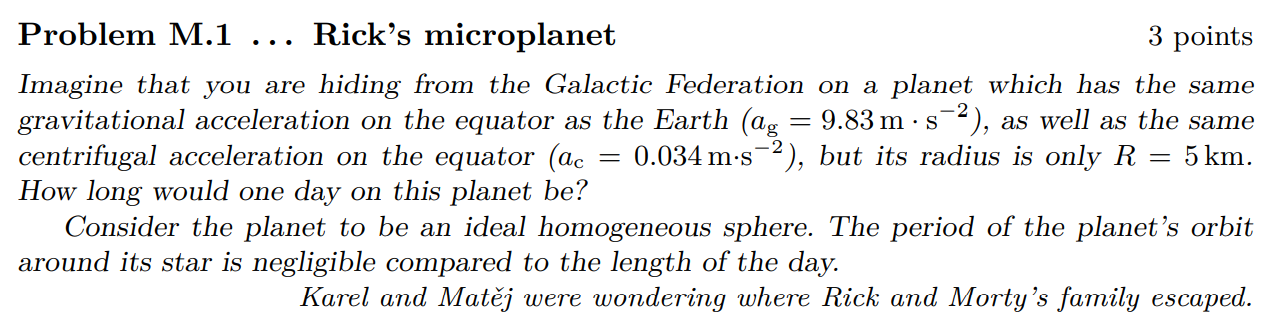 Problem M.1 ... Rick's microplanet 3 points
Imagine that you are hiding from the Galactic Federation on a planet which has the same
gravitational acceleration on the equator as the Earth (a_g = 9.83 m · s^−2), as well as the same
centrifugal acceleration on the equator (a_c = 0.034 m·s^−2), but its radius is only R = 5 km.
How long would one day on this planet be?
Consider the planet to be an ideal homogeneous sphere. The period of the planet's orbit
around its star is negligible compared to the length of the day.
Karel and Matěj were wondering where Rick and Morty's family escaped.